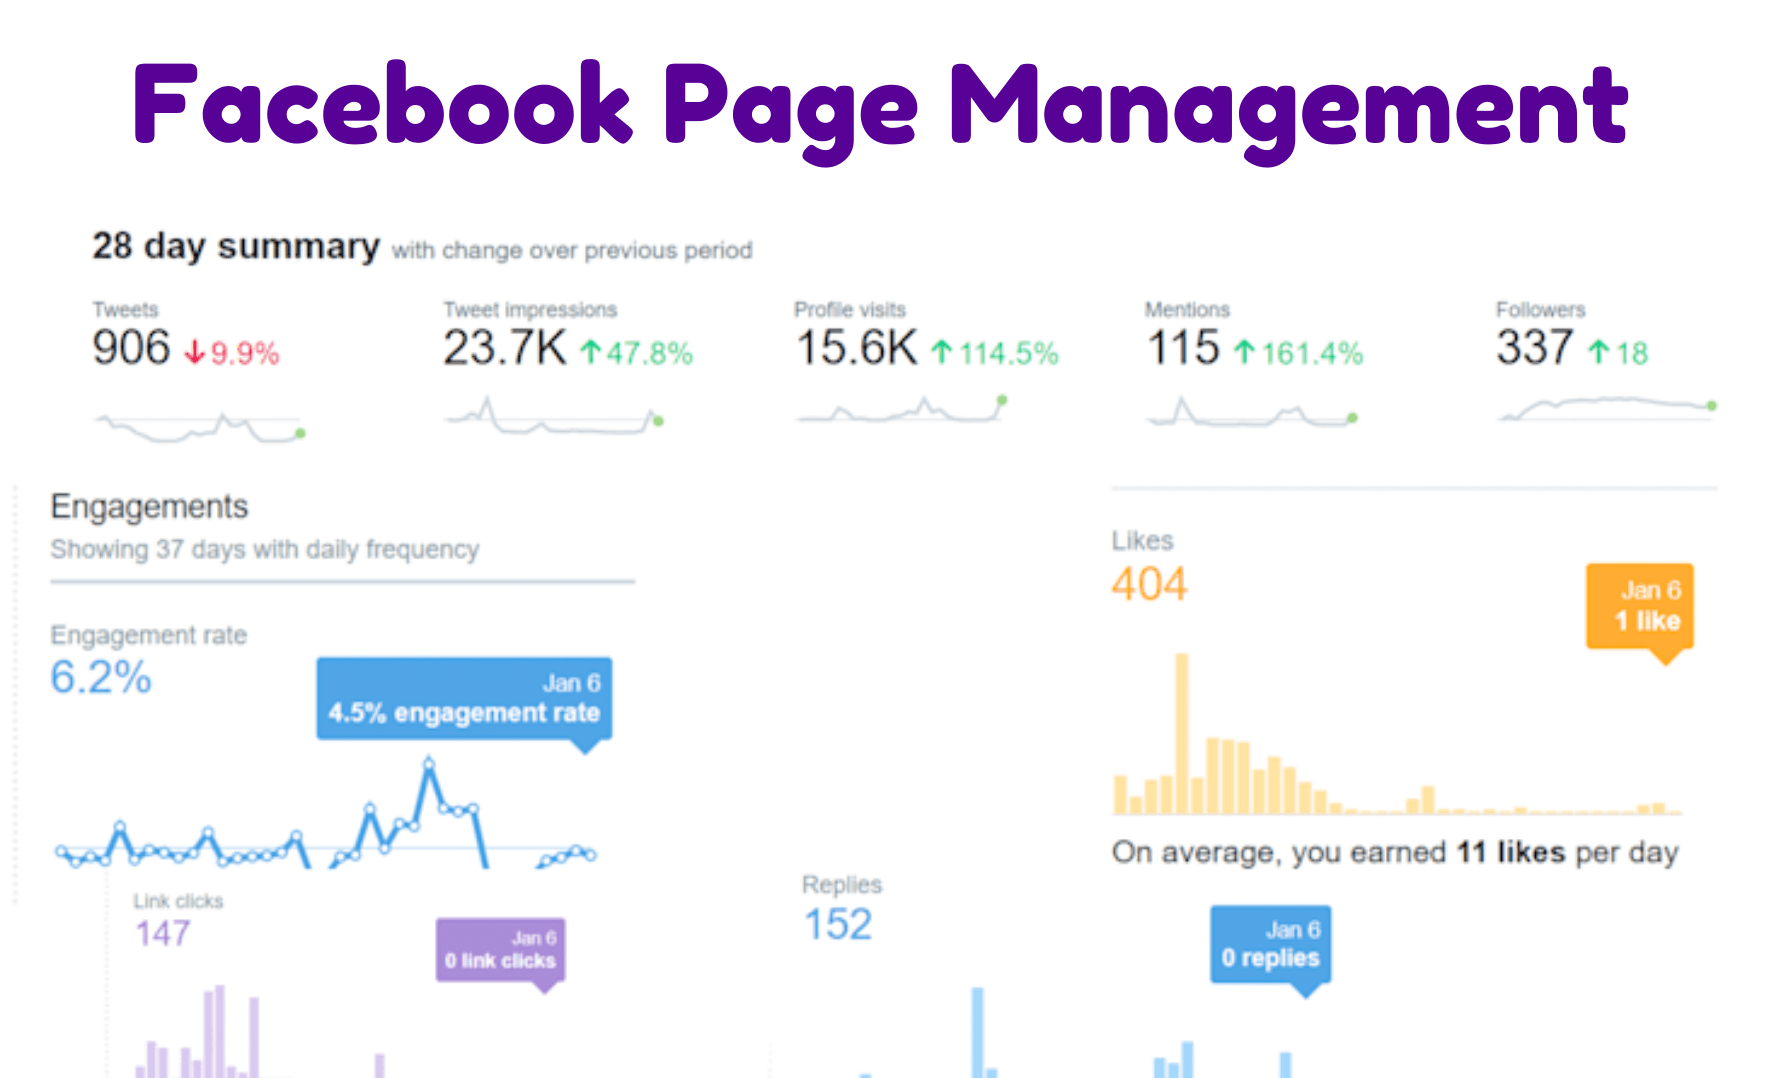 Facebook Page Management
28 day summary with change over previous period
Tweets
906 ↓9.9%
Tweet impressions
23.7K ↑47.8%
Profile visits
15.6K ↑114.5%
Mentions
115 ↑161.4%
Followers
337 ↑18
Engagements
Showing 37 days with daily frequency
Engagement rate
6.2%
Jan 6
4.5% engagement rate
Likes
404
Jan 6
1 like
On average, you earned 11 likes per day
Link clicks
147
Jan 6
0 link clicks
Replies
152
Jan 6
0 replies